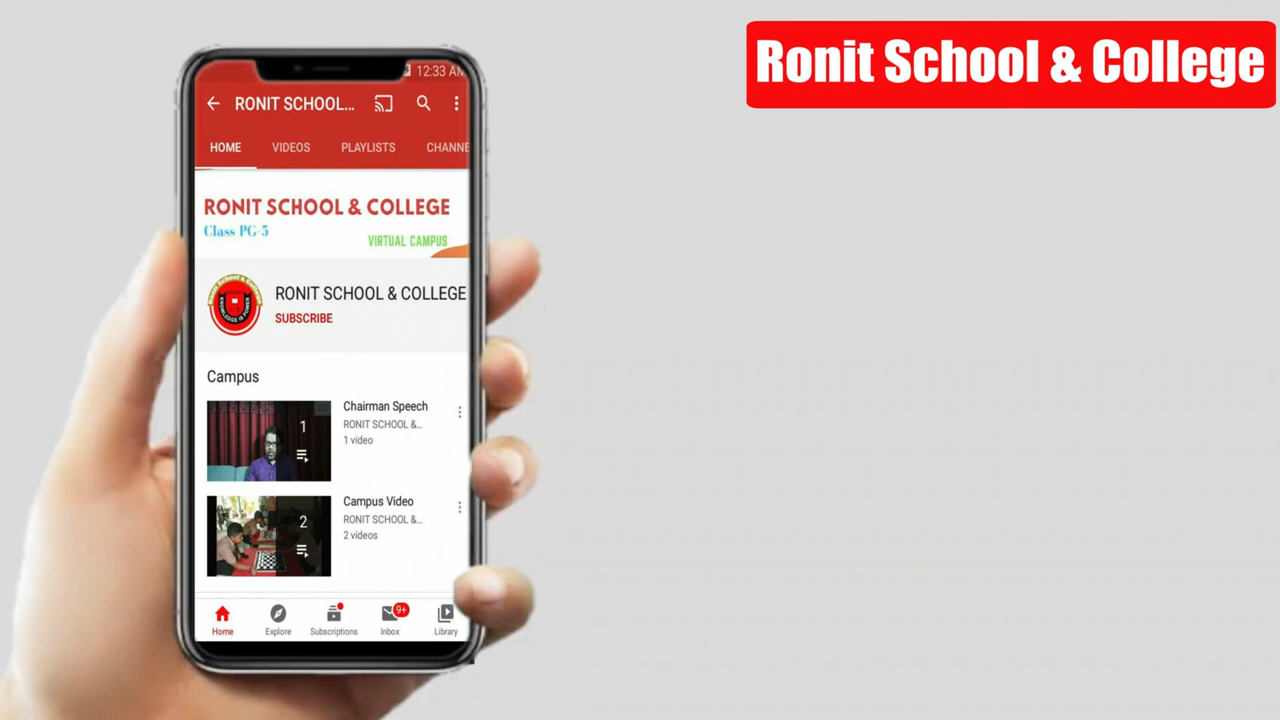 Ronit School & College
12:33 AM
RONIT SCHOOL...
HOME VIDEOS PLAYLISTS CHANNE
RONIT SCHOOL & COLLEGE
Class PG-5
VIRTUAL CAMPUS
RONIT SCHOOL & COLLEGE
SUBSCRIBE
Campus
1
Chairman Speech
RONIT SCHOOL &...
1 video
2
Campus Video
RONIT SCHOOL &...
2 videos
9+
Home Explore Subscriptions Inbox Library